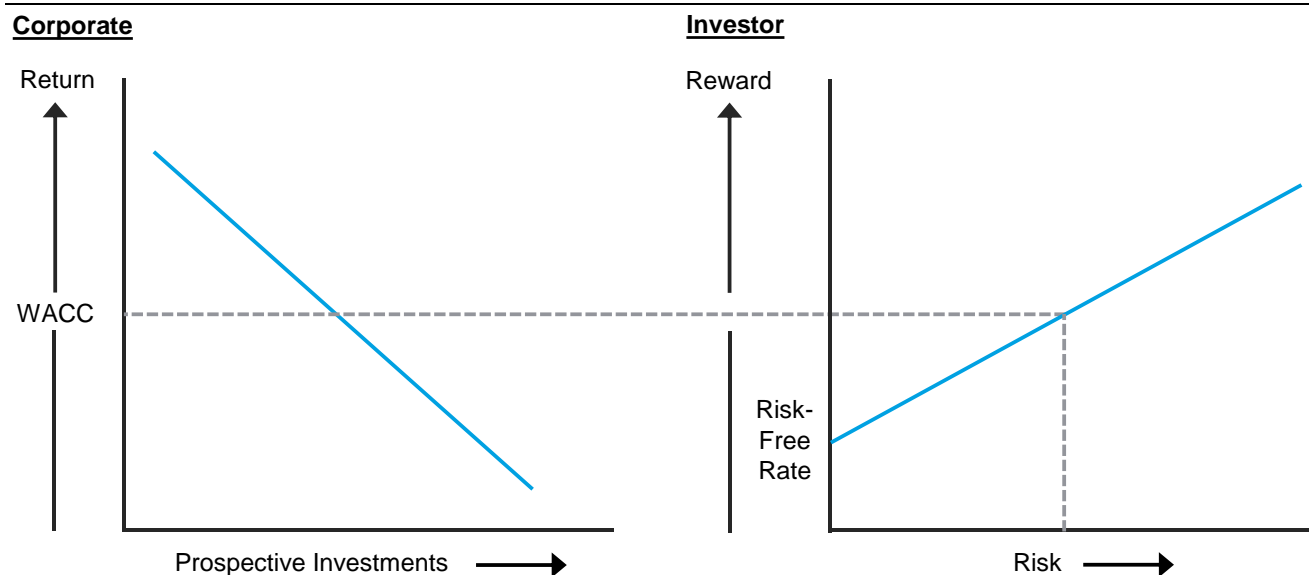 Corporate
Investor
Return
Reward
WACC
Risk-
Free
Rate
Prospective Investments
Risk